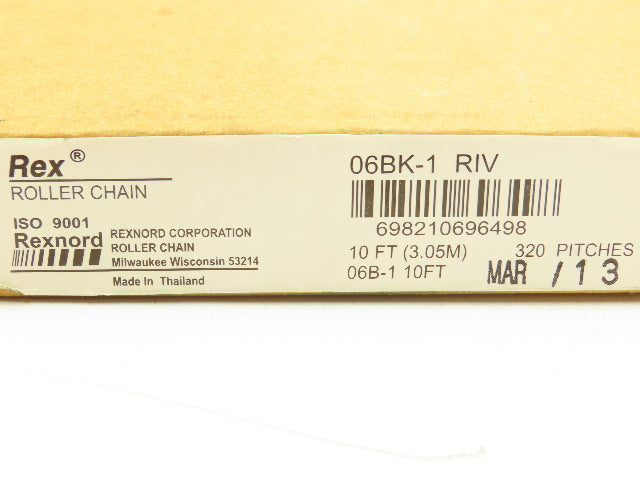 Rex ®
ROLLER CHAIN
ISO 9001
Rexnord
REXNORD CORPORATION
ROLLER CHAIN
Milwaukee Wisconsin 53214
Made In Thailand
06BK-1 RIV
698210696498
10 FT (3.05M) 320 PITCHES
06B-1 10FT MAR /13